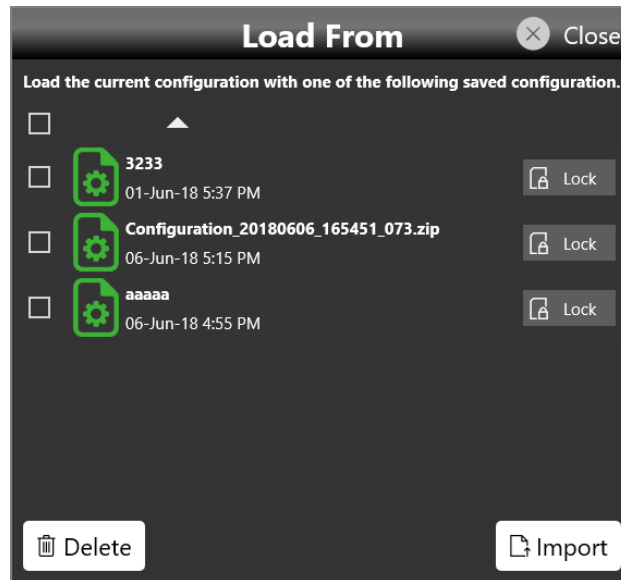 Load From
Close
Load the current configuration with one of the following saved configuration.
3233
01-Jun-18 5:37 PM
Lock
Configuration_20180606_165451_073.zip
06-Jun-18 5:15 PM
Lock
aaaaa
06-Jun-18 4:55 PM
Lock
Delete
Import